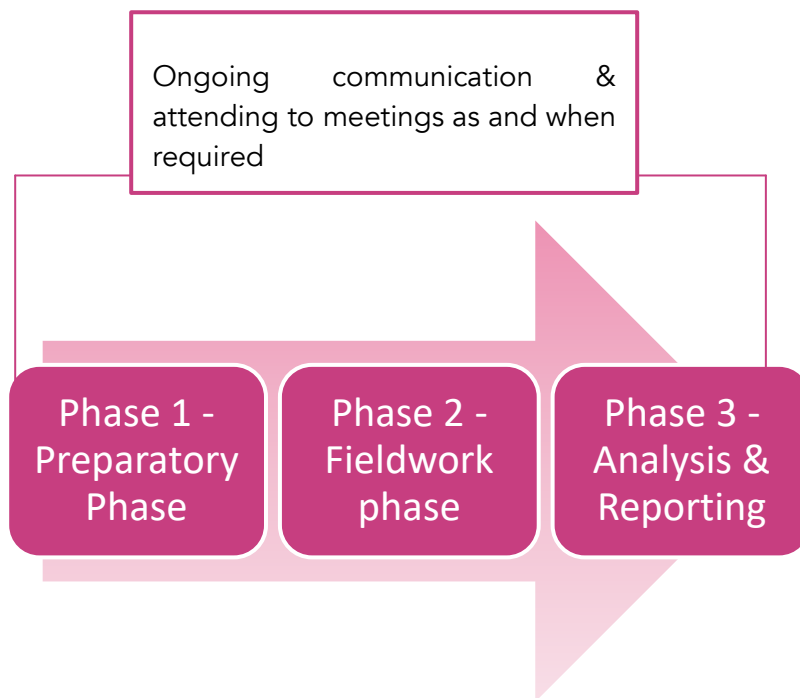 Ongoing communication &
attending to meetings as and when
required
Phase 1 -
Preparatory
Phase
Phase 2 -
Fieldwork
phase
Phase 3 -
Analysis &
Reporting